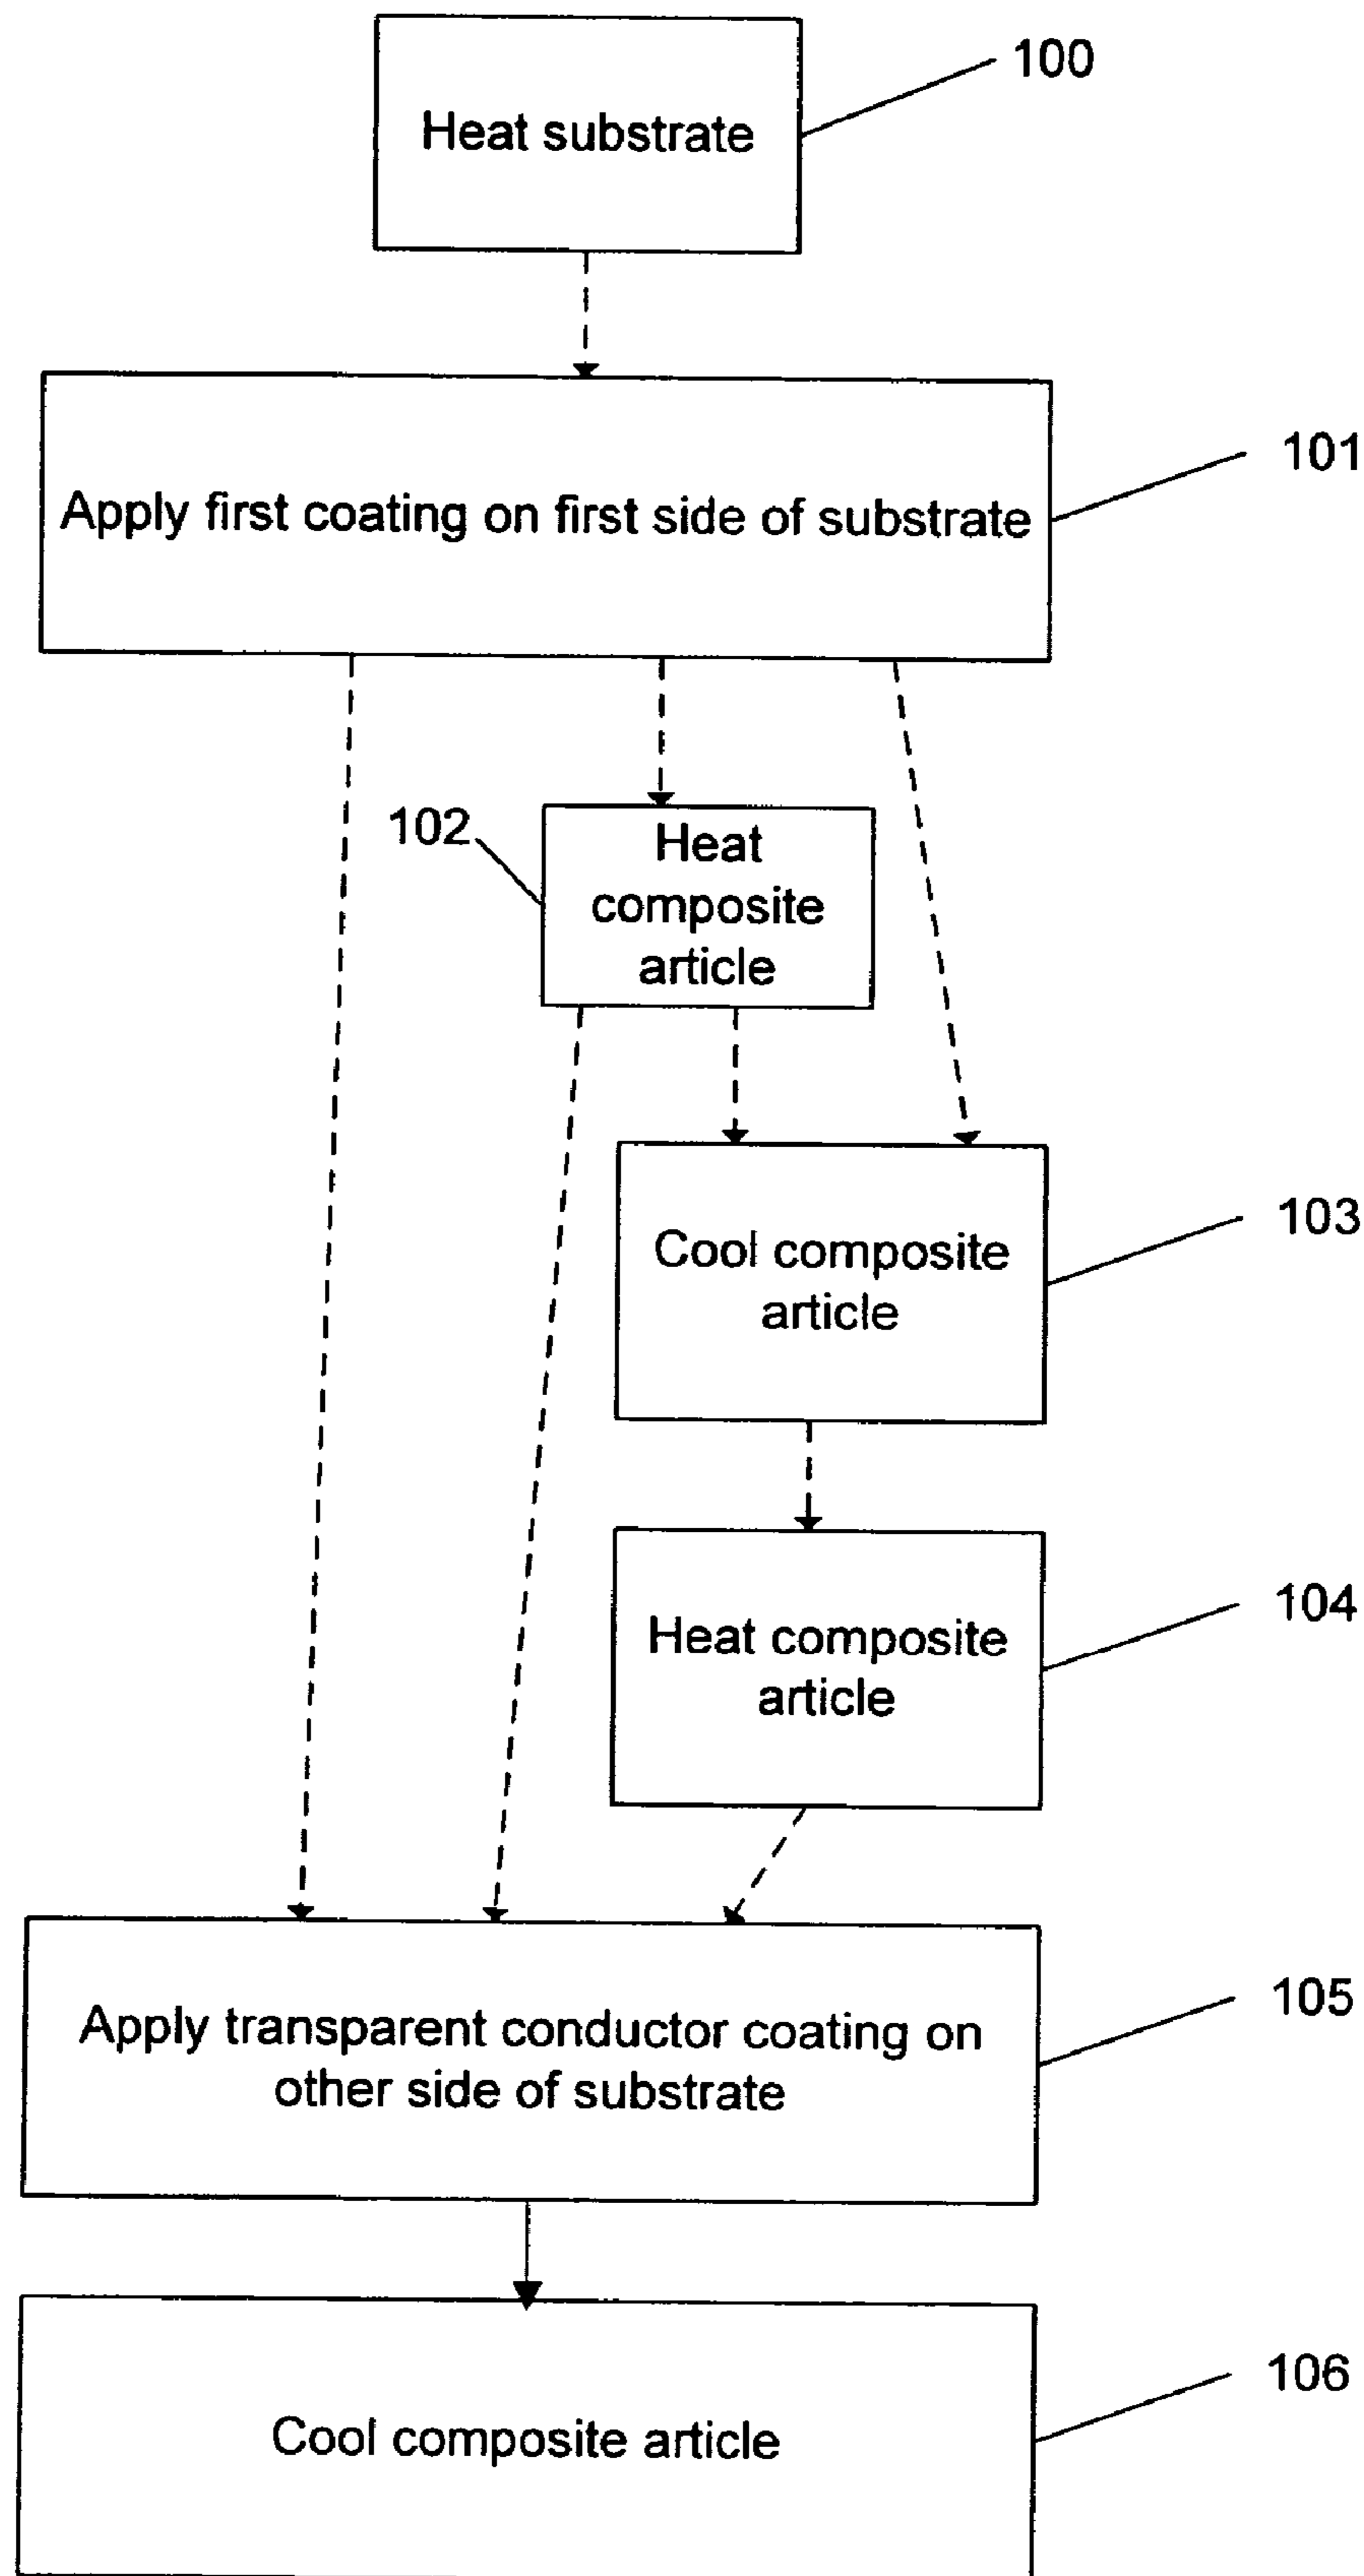 Heat substrate
100
Apply first coating on first side of substrate
101
102
Heat
composite
article
Cool composite
article
103
Heat composite
article
104
Apply transparent conductor coating on
other side of substrate
105
Cool composite article
106